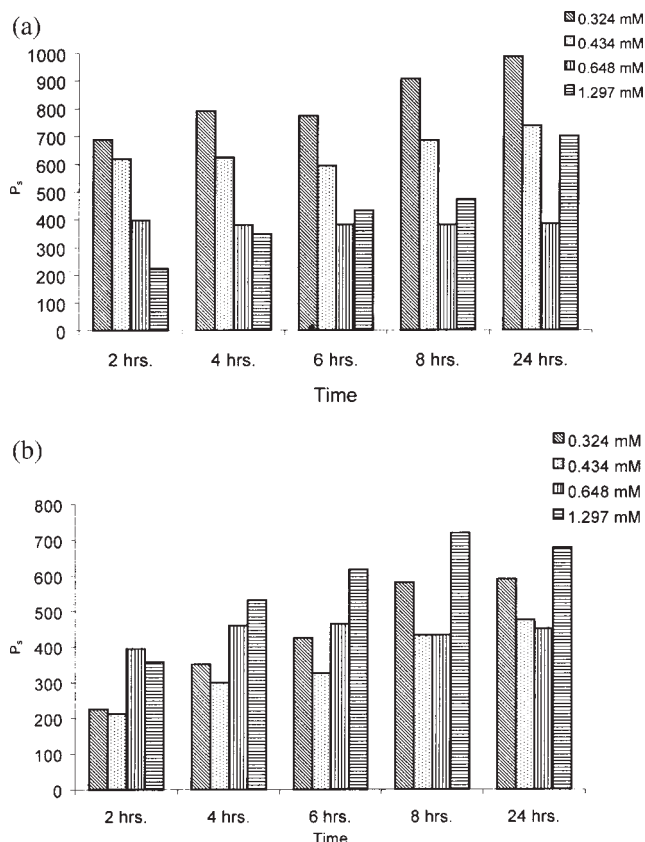 (a)
0.324 mM
0.434 mM
0.648 mM
1.297 mM
1000
900
800
700
600
500
400
300
200
100
0
Ps
2 hrs. 4 hrs. 6 hrs. 8 hrs. 24 hrs.
Time
(b)
0.324 mM
0.434 mM
0.648 mM
1.297 mM
800
700
600
500
400
300
200
100
0
Ps
2 hrs. 4 hrs. 6 hrs. 8 hrs. 24 hrs.
Time